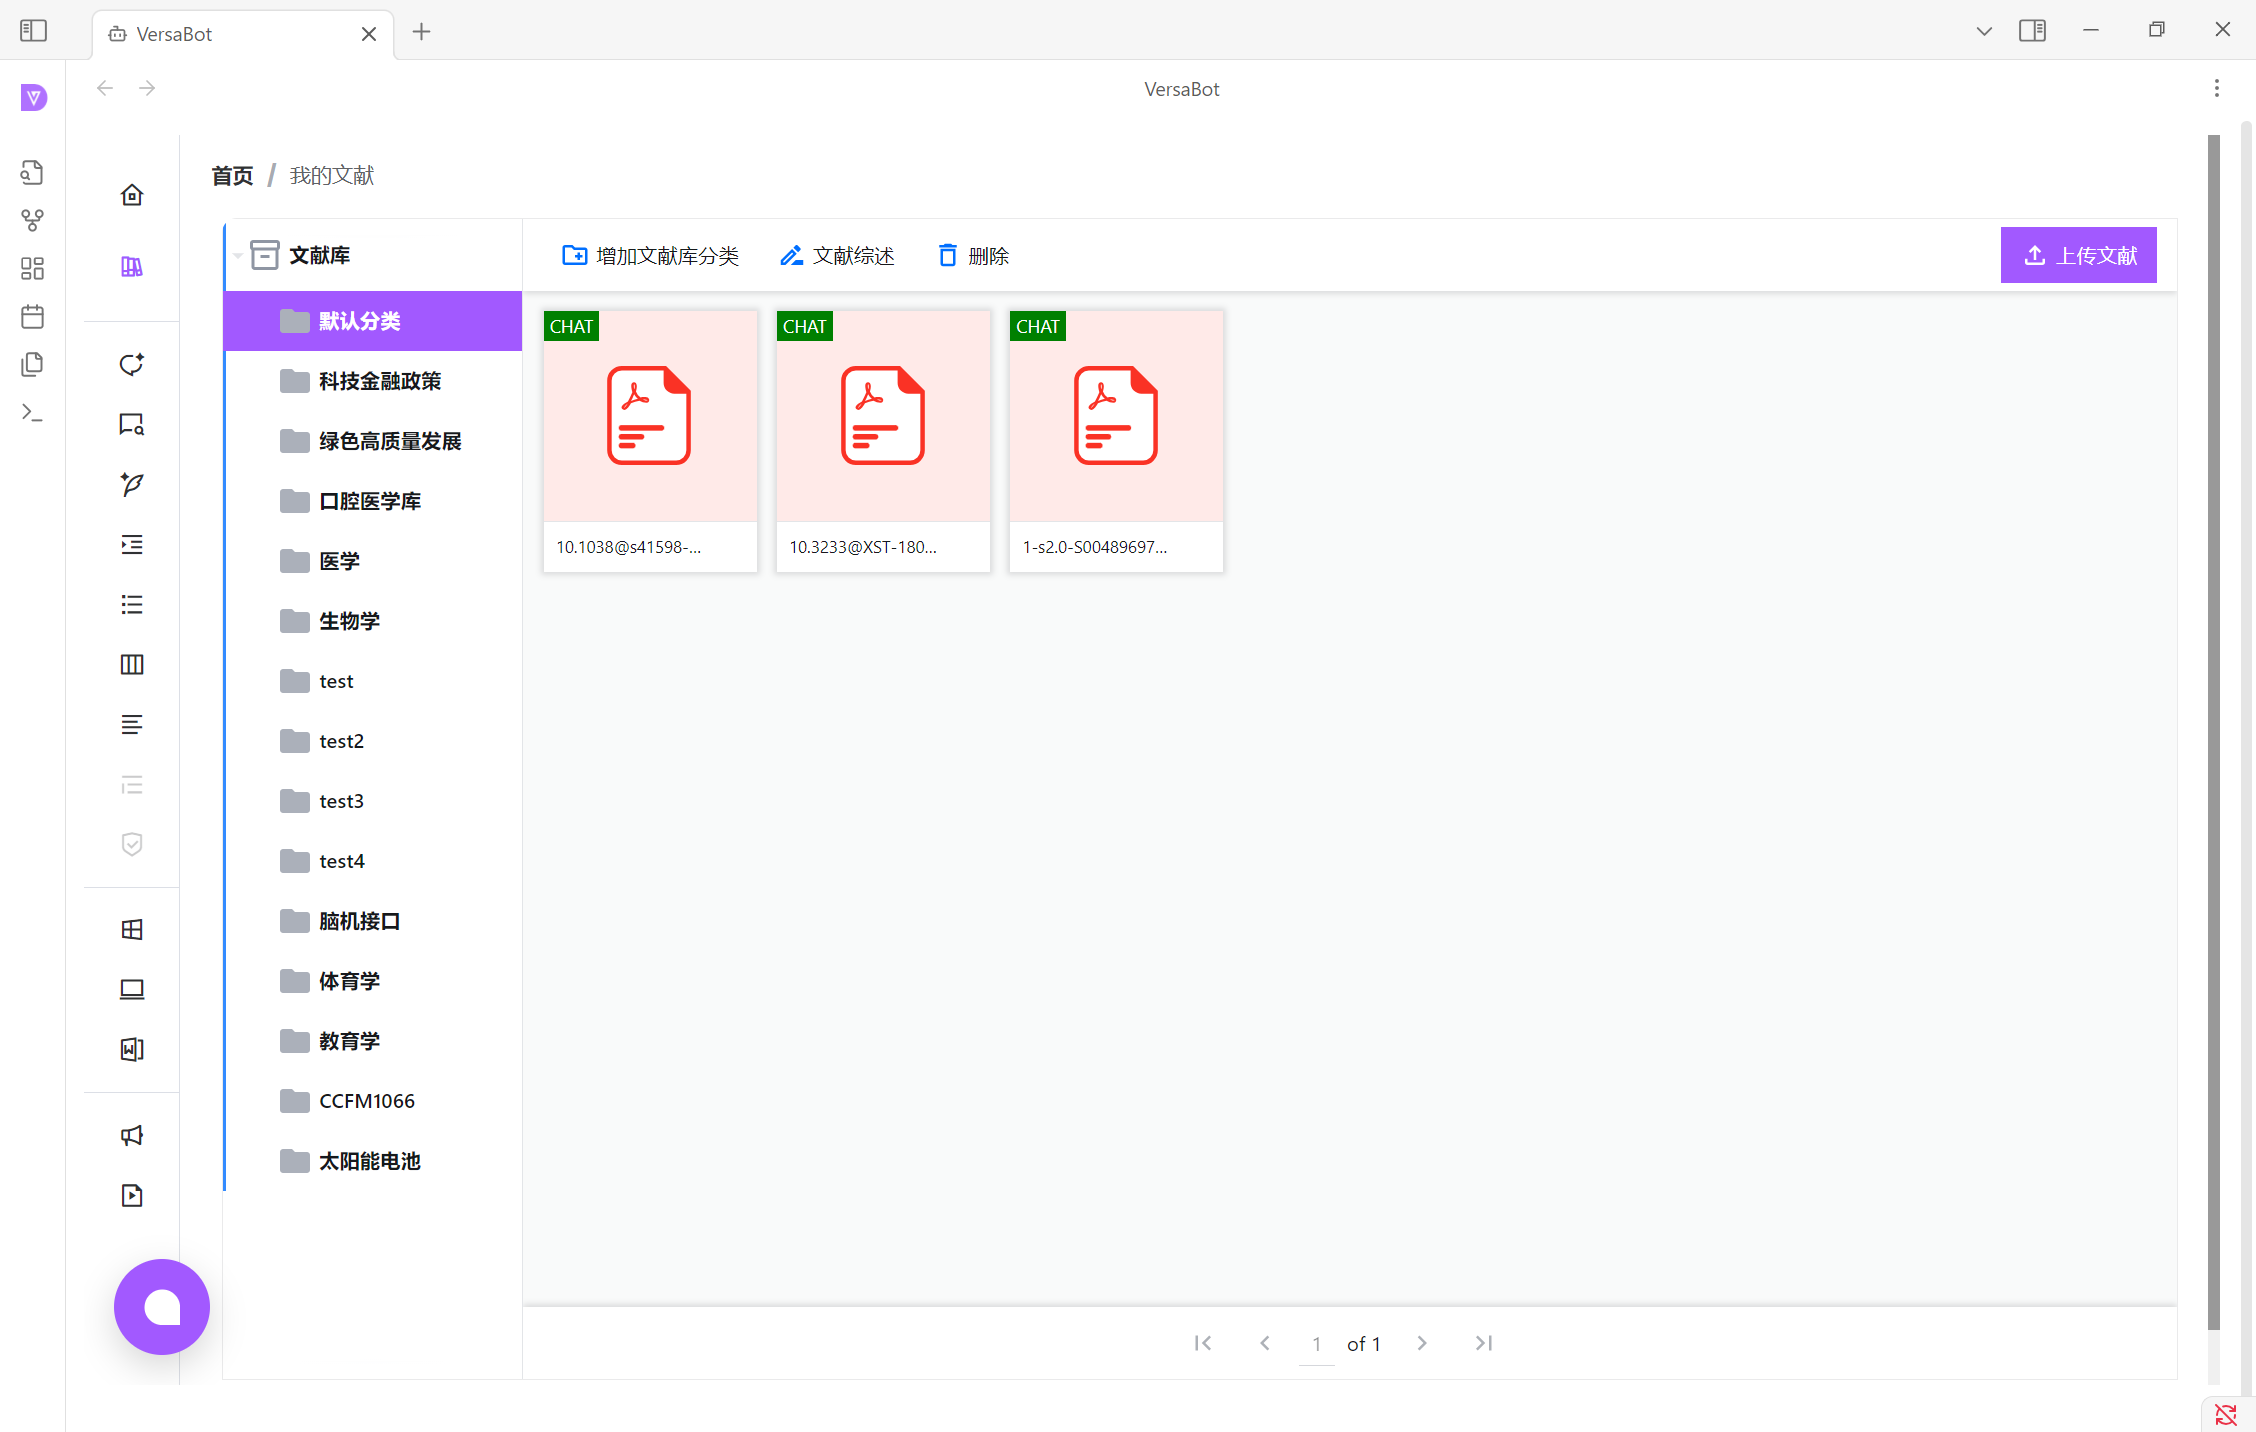 VersaBot
VersaBot
首页 / 我的文献
文献库
增加文献库分类
文献综述
删除
上传文献
默认分类
科技金融政策
绿色高质量发展
口腔医学库
医学
生物学
test
test2
test3
test4
脑机接口
体育学
教育学
CCFM1066
太阳能电池
CHAT
CHAT
CHAT
10.1038@s41598-...
10.3233@XST-180...
1-s2.0-S00489697...
1 of 1